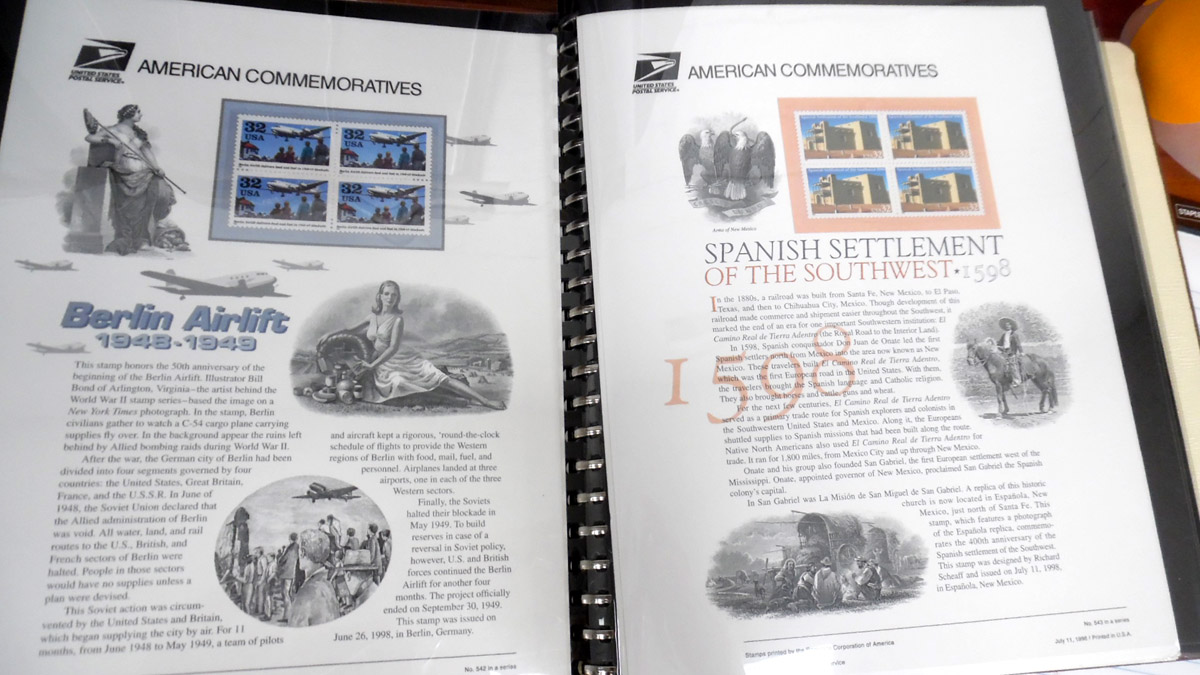 UNITED STATES
POSTAL SERVICE
AMERICAN COMMEMORATIVES
32
USA
32
USA
32
USA
32
USA
Berlin Airlift
1948-1949
This stamp honors the 50th anniversary of the
beginning of the Berlin Airlift. Illustrator Bill
Bond of Arlington, Virginia–the artist behind the
World War II stamp series–based the image on a
New York Times photograph. In the stamp, Berlin
civilians gather to watch a C-54 cargo plane carrying
supplies fly over. In the background appear the ruins left
behind by Allied bombing raids during World War II.
After the war, the German city of Berlin had been
divided into four segments governed by four
countries: the United States, Great Britain,
France, and the U.S.S.R. In June of
1948, the Soviet Union declared that
the Allied administration of Berlin
was void. All water, land, and rail
routes to the U.S., British, and
French sectors of Berlin were
halted. People in those sectors
would have no supplies unless a
plan were devised.
This Soviet action was circum-
vented by the United States and Britain,
which began supplying the city by air. For 11
months, from June 1948 to May 1949, a team of pilots
and aircraft kept a rigorous, 'round-the-clock
schedule of flights to provide the Western
regions of Berlin with food, mail, fuel, and
personnel. Airplanes landed at three
airports, one in each of the three
Western sectors.
Finally, the Soviets
halted their blockade in
May 1949. To build
reserves in case of a
reversal in Soviet policy,
however, U.S. and British
forces continued the Berlin
Airlift for another four
months. The project officially
ended on September 30, 1949.
This stamp was issued on
June 26, 1998, in Berlin, Germany.
No. 542 in a series
UNITED STATES
POSTAL SERVICE
AMERICAN COMMEMORATIVES
Arms of New Mexico
SPANISH SETTLEMENT
OF THE SOUTHWEST★1598
1598
In the 1880s, a railroad was built from Santa Fe, New Mexico, to El Paso,
Texas, and then to Chihuahua City, Mexico. Though development of this
railroad made commerce and shipment easier throughout the Southwest, it
marked the end of an era for one important Southwestern institution: El
Camino Real de Tierra Adentro (the Royal Road to the Interior Land).
In 1598, Spanish conquistador Don Juan de Onate led the first
Spanish settlers north from Mexico into the area now known as New
Mexico. These travelers built El Camino Real de Tierra Adentro,
which was the first European road in the United States. With them,
the travelers brought the Spanish language and Catholic religion.
They also brought horses and cattle, guns and wheat.
For the next few centuries, El Camino Real de Tierra Adentro
served as a primary trade route for Spanish explorers and colonists in
the Southwestern United States and Mexico. Along it, the Europeans
shuttled supplies to Spanish missions that had been built along the route.
Native North Americans also used El Camino Real de Tierra Adentro for
trade. It ran for 1,800 miles, from Mexico City and up through New Mexico.
Onate and his group also founded San Gabriel, the first European settlement west of the
Mississippi. Onate, appointed governor of New Mexico, proclaimed San Gabriel the Spanish
colony's capital.
In San Gabriel was La Misión de San Miguel de San Gabriel. A replica of this historic
church is now located in Española, New
Mexico, just north of Santa Fe. This
stamp, which features a photograph
of the Española replica, commemo-
rates the 400th anniversary of the
Spanish settlement of the Southwest.
This stamp was designed by Richard
Scheaff and issued on July 11, 1998,
in Española, New Mexico.
Stamps printed by the Corporation of America
No. 543 in a series
July 11, 1998 / Printed in U.S.A.